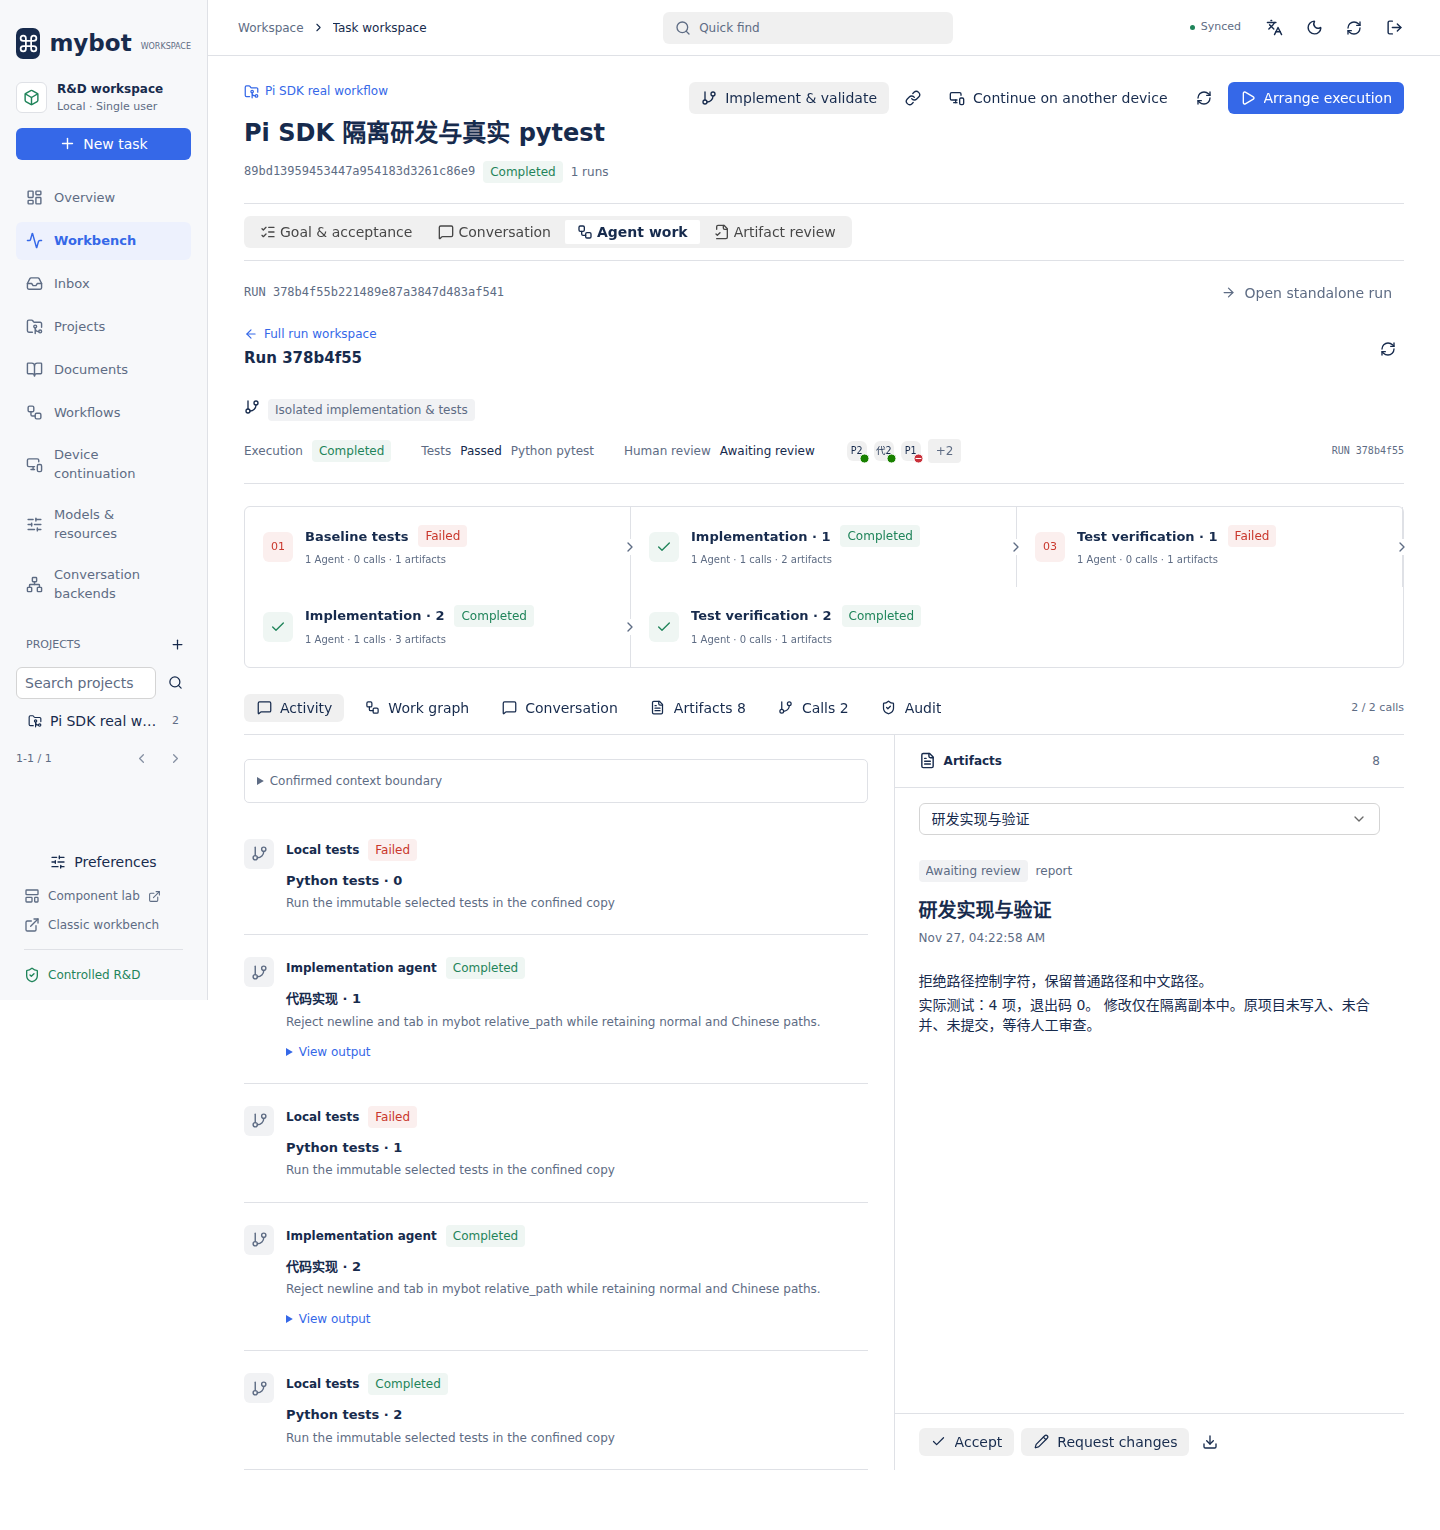 mybot WORKSPACE
R&D workspace
Local · Single user
New task
Overview
Workbench
Inbox
Projects
Documents
Workflows
Device
continuation
Models &
resources
Conversation
backends
PROJECTS
Search projects
Pi SDK real w... 2
1-1 / 1
Preferences
Component lab
Classic workbench
Controlled R&D
Workspace Task workspace
Quick find
Synced
Pi SDK real workflow
Implement & validate
Continue on another device
Arrange execution
Pi SDK 隔离研发与真实 pytest
89bd13959453447a954183d3261c86e9 Completed 1 runs
Goal & acceptance Conversation Agent work Artifact review
RUN 378b4f55b221489e87a3847d483af541
Open standalone run
Full run workspace
Run 378b4f55
Isolated implementation & tests
Execution Completed Tests Passed Python pytest Human review Awaiting review P2 代2 P1 +2 RUN 378b4f55
01 Baseline tests Failed
1 Agent · 0 calls · 1 artifacts
Implementation · 1 Completed
1 Agent · 1 calls · 2 artifacts
03 Test verification · 1 Failed
1 Agent · 0 calls · 1 artifacts
Implementation · 2 Completed
1 Agent · 1 calls · 3 artifacts
Test verification · 2 Completed
1 Agent · 0 calls · 1 artifacts
Activity Work graph Conversation Artifacts 8 Calls 2 Audit 2 / 2 calls
Confirmed context boundary
Local tests Failed
Python tests · 0
Run the immutable selected tests in the confined copy
Implementation agent Completed
代码实现 · 1
Reject newline and tab in mybot relative_path while retaining normal and Chinese paths.
View output
Local tests Failed
Python tests · 1
Run the immutable selected tests in the confined copy
Implementation agent Completed
代码实现 · 2
Reject newline and tab in mybot relative_path while retaining normal and Chinese paths.
View output
Local tests Completed
Python tests · 2
Run the immutable selected tests in the confined copy
Artifacts 8
研发实现与验证
Awaiting review report
研发实现与验证
Nov 27, 04:22:58 AM
拒绝路径控制字符，保留普通路径和中文路径。
实际测试：4 项，退出码 0。 修改仅在隔离副本中。原项目未写入、未合
并、未提交，等待人工审查。
Accept Request changes